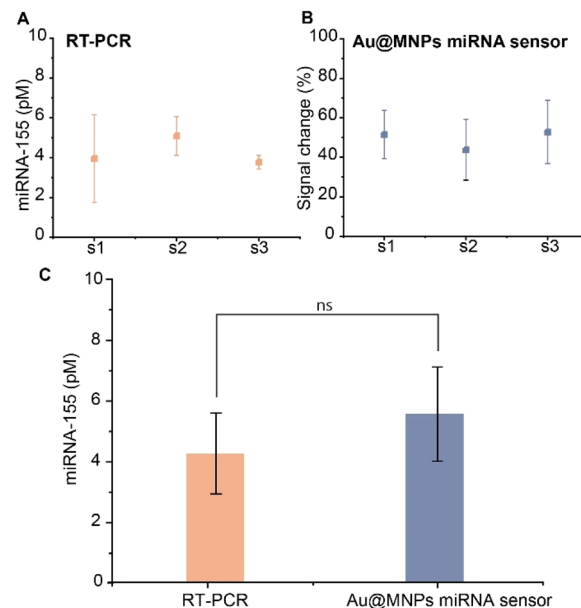 A
RT-PCR
miRNA-155 (pM)
10
8
6
4
2
0
s1 s2 s3
B
Au@MNPs miRNA sensor
Signal change (%)
100
80
60
40
20
0
s1 s2 s3
C
miRNA-155 (pM)
10
8
6
4
2
0
ns
RT-PCR Au@MNPs miRNA sensor